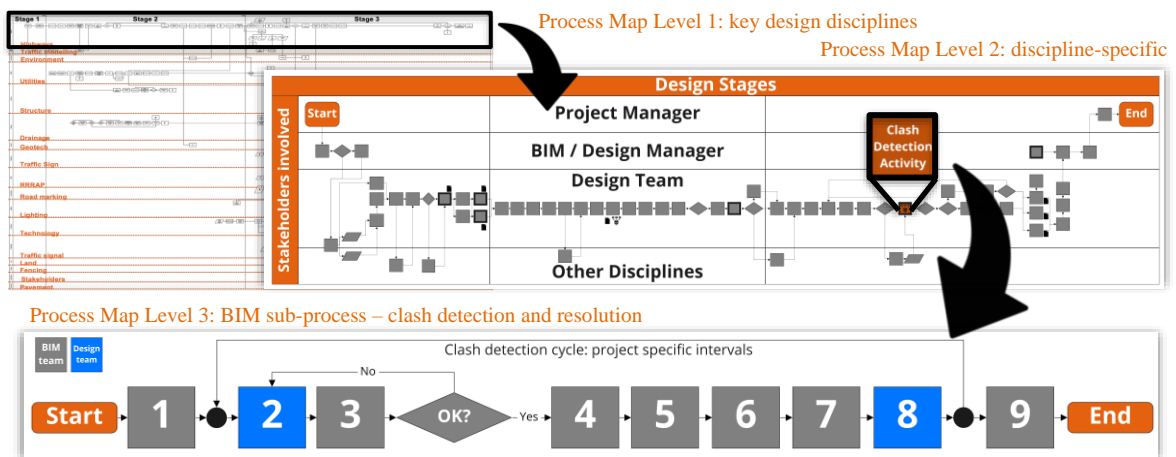 Process Map Level 1: key design disciplines
Process Map Level 2: discipline-specific
Stage 1
Stage 2
Stage 3
Highways
Traffic modelling
Environment
Utilities
Structure
Drainage
Geotech
Traffic Sign
RRRAP
Road marking
Lighting
Technology
Traffic signal
Land
Fencing
Stakeholders
Pavement
Design Stages
Stakeholders involved
Start
Project Manager
End
BIM / Design Manager
Clash
Detection
Activity
Design Team
Other Disciplines
Process Map Level 3: BIM sub-process – clash detection and resolution
BIM
team
Design
team
Clash detection cycle: project specific intervals
No
Start
1
2
3
OK?
Yes
4
5
6
7
8
9
End